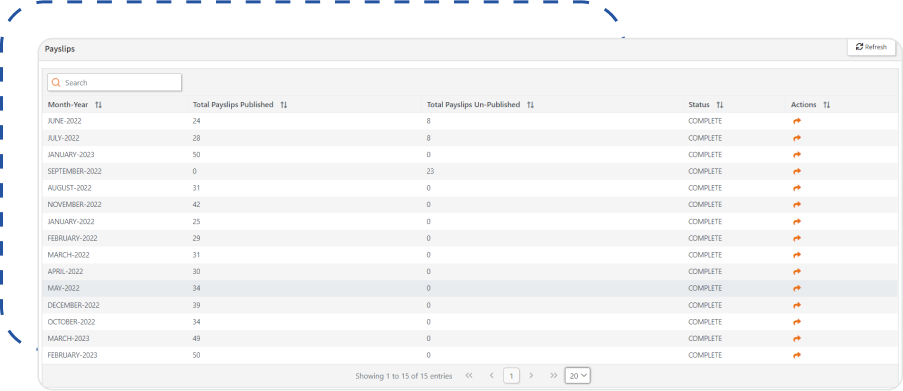 Payslips
Refresh
Search
Month-Year Total Payslips Published Total Payslips Un-Published Status Actions
JUNE-2022 24 8 COMPLETE
JULY-2022 28 8 COMPLETE
JANUARY-2023 50 0 COMPLETE
SEPTEMBER-2022 0 23 COMPLETE
AUGUST-2022 31 0 COMPLETE
NOVEMBER-2022 42 0 COMPLETE
JANUARY-2022 25 0 COMPLETE
FEBRUARY-2022 29 0 COMPLETE
MARCH-2022 31 0 COMPLETE
APRIL-2022 30 0 COMPLETE
MAY-2022 34 0 COMPLETE
DECEMBER-2022 39 0 COMPLETE
OCTOBER-2022 34 0 COMPLETE
MARCH-2023 49 0 COMPLETE
FEBRUARY-2023 50 0 COMPLETE
Showing 1 to 15 of 15 entries 1 20